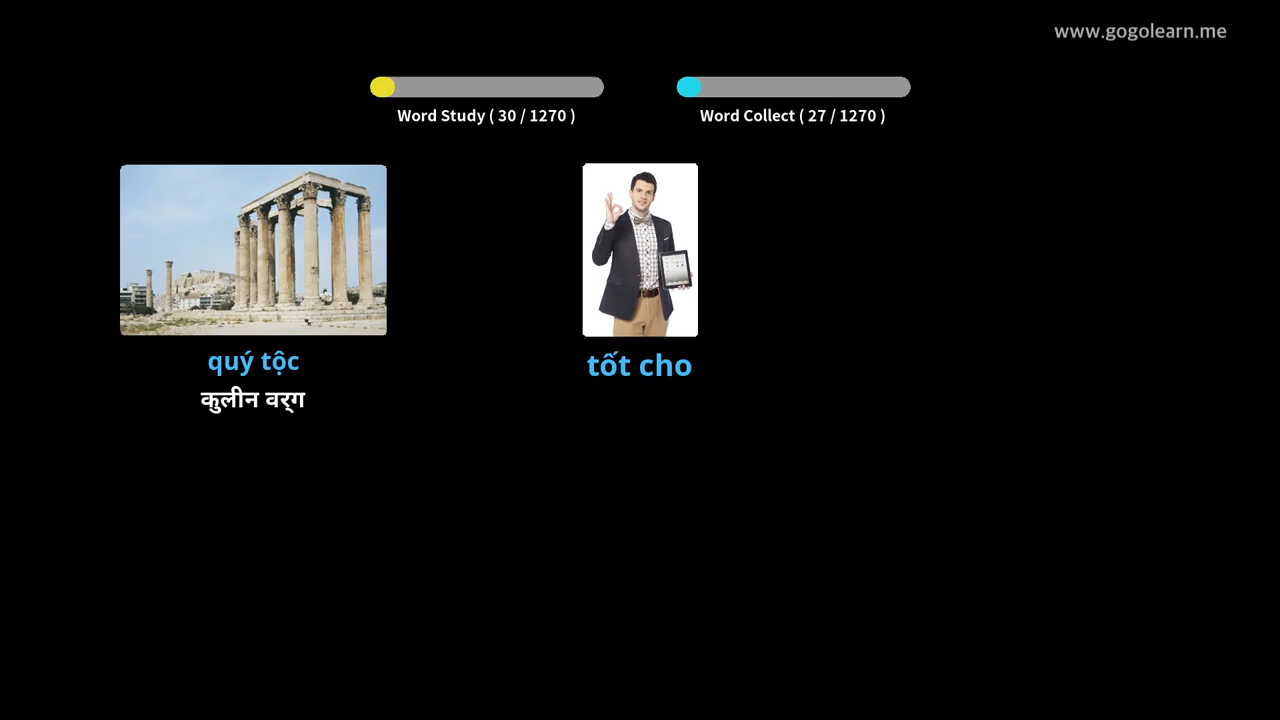 www.gogolearn.me
Word Study ( 30 / 1270 )
Word Collect ( 27 / 1270 )
quý tộc
कुलीन वर्ग
tốt cho